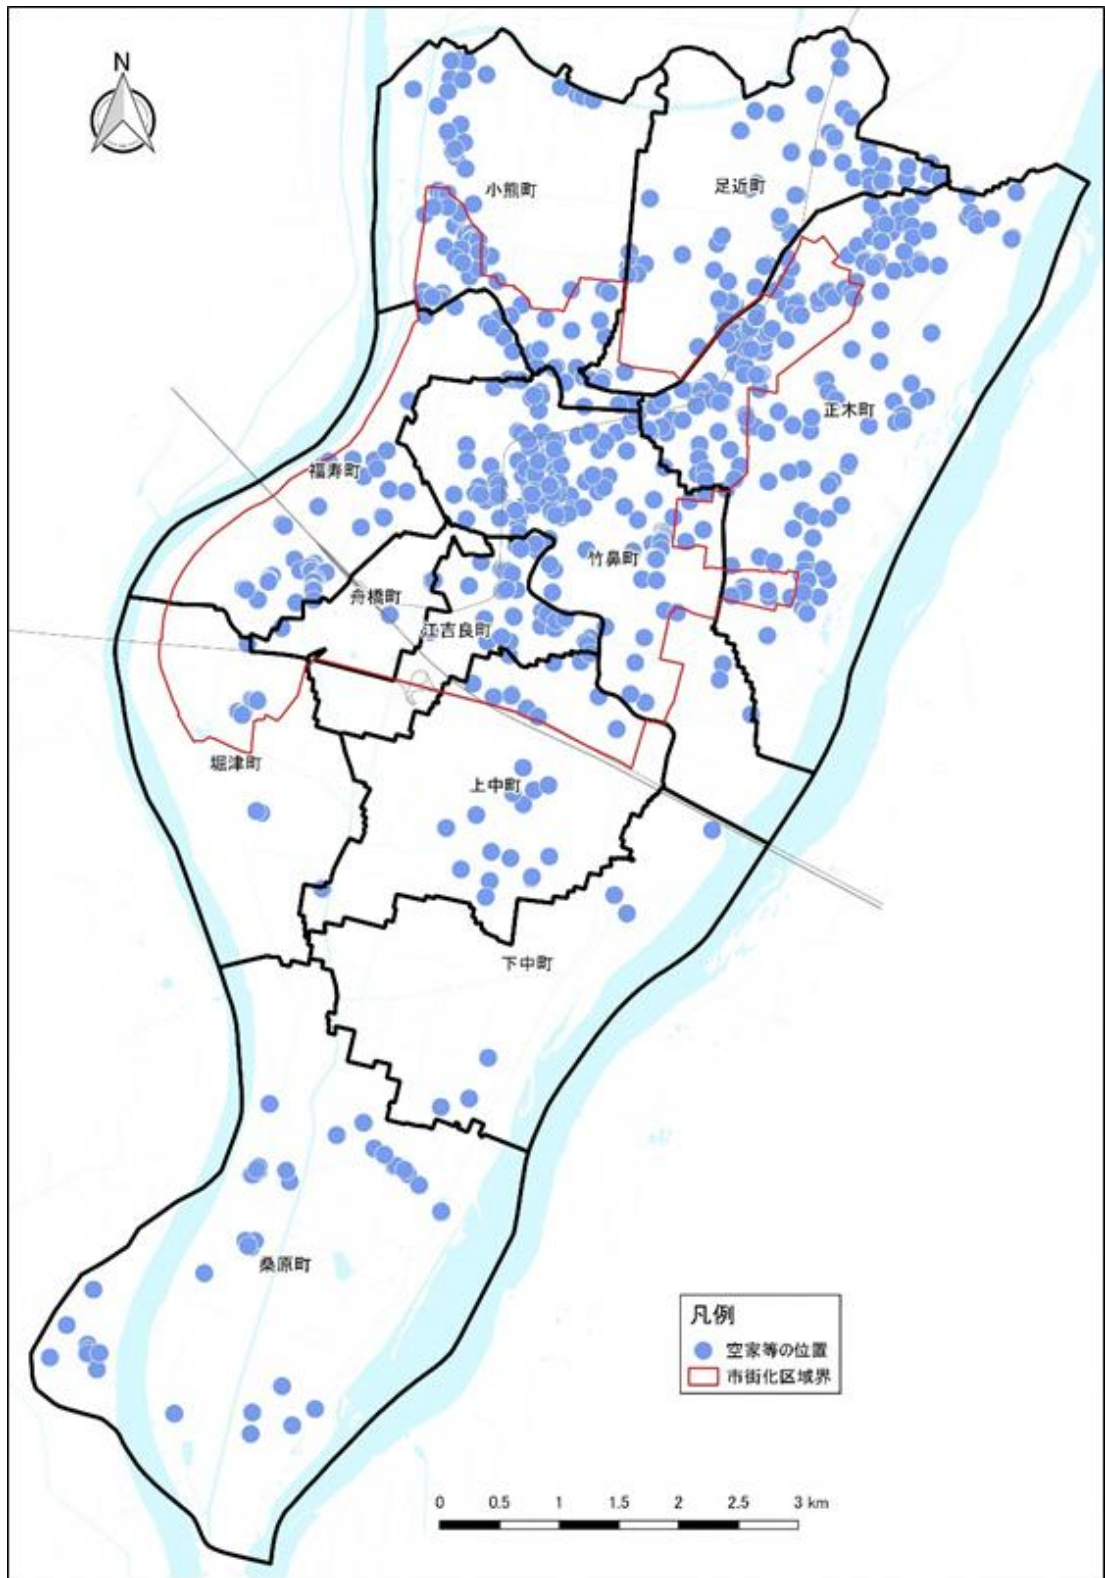 N
小熊町
足近町
正木町
福寿町
竹鼻町
舟橋町
江吉良町
堀津町
上中町
下中町
桑原町
凡例
空家等の位置
市街化区域界
0 0.5 1 1.5 2 2.5 3 km